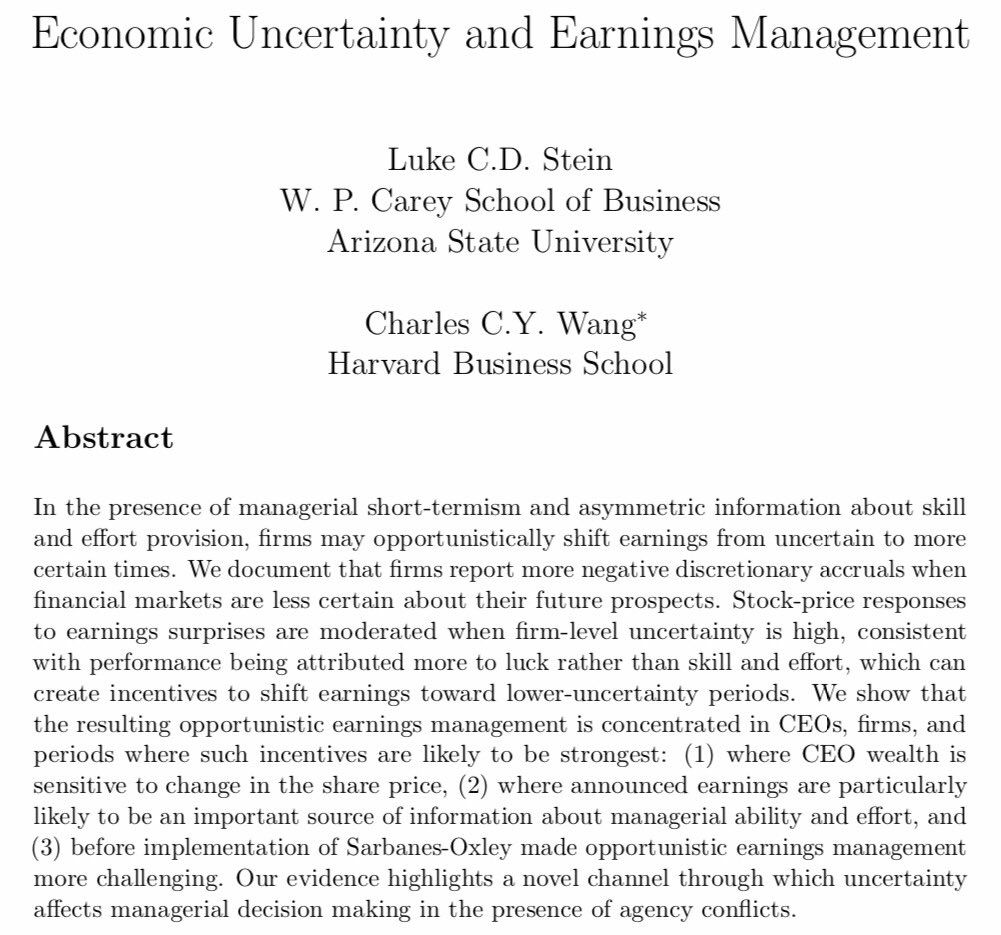 Economic Uncertainty and Earnings Management
Luke C.D. Stein
W. P. Carey School of Business
Arizona State University
Charles C.Y. Wang*
Harvard Business School
Abstract
In the presence of managerial short-termism and asymmetric information about skill
and effort provision, firms may opportunistically shift earnings from uncertain to more
certain times. We document that firms report more negative discretionary accruals when
financial markets are less certain about their future prospects. Stock-price responses
to earnings surprises are moderated when firm-level uncertainty is high, consistent
with performance being attributed more to luck rather than skill and effort, which can
create incentives to shift earnings toward lower-uncertainty periods. We show that
the resulting opportunistic earnings management is concentrated in CEOs, firms, and
periods where such incentives are likely to be strongest: (1) where CEO wealth is
sensitive to change in the share price, (2) where announced earnings are particularly
likely to be an important source of information about managerial ability and effort, and
(3) before implementation of Sarbanes-Oxley made opportunistic earnings management
more challenging. Our evidence highlights a novel channel through which uncertainty
affects managerial decision making in the presence of agency conflicts.